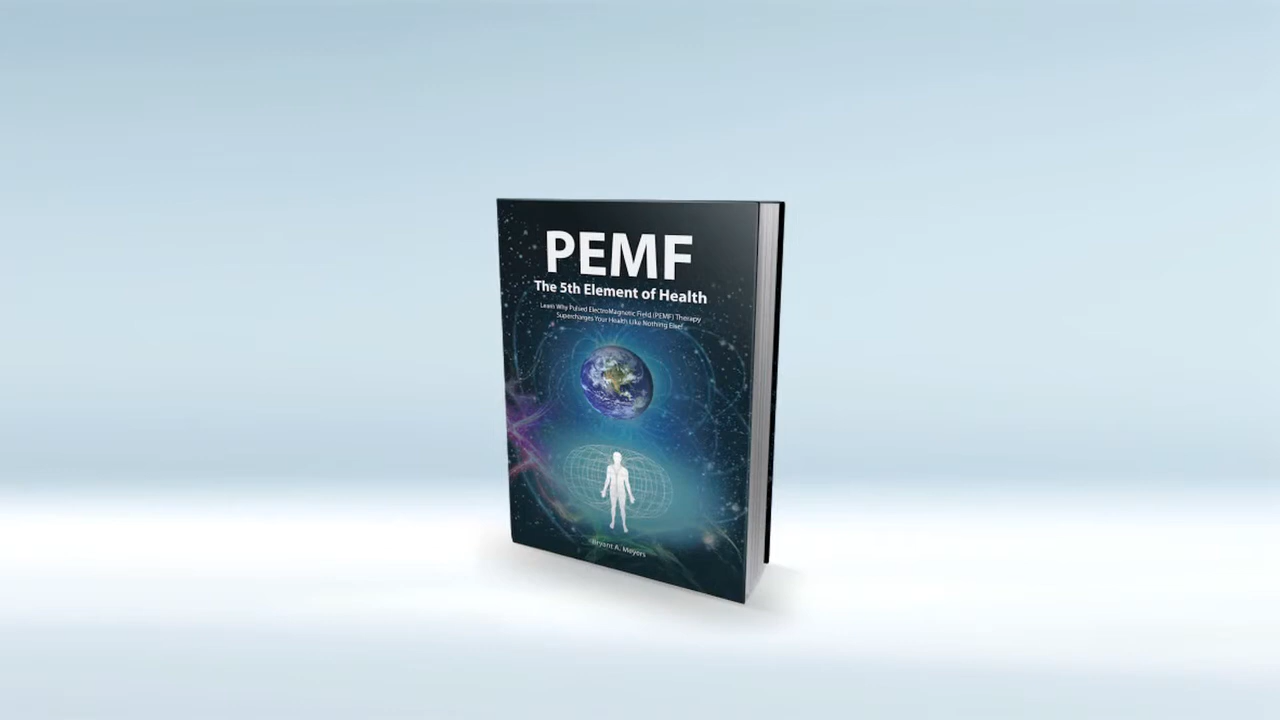 PEMF
The 5th Element of Health
Learn Why Pulsed ElectroMagnetic Field (PEMF) Therapy
Supercharges Your Health Like Nothing Else!
Bryant A. Meyers